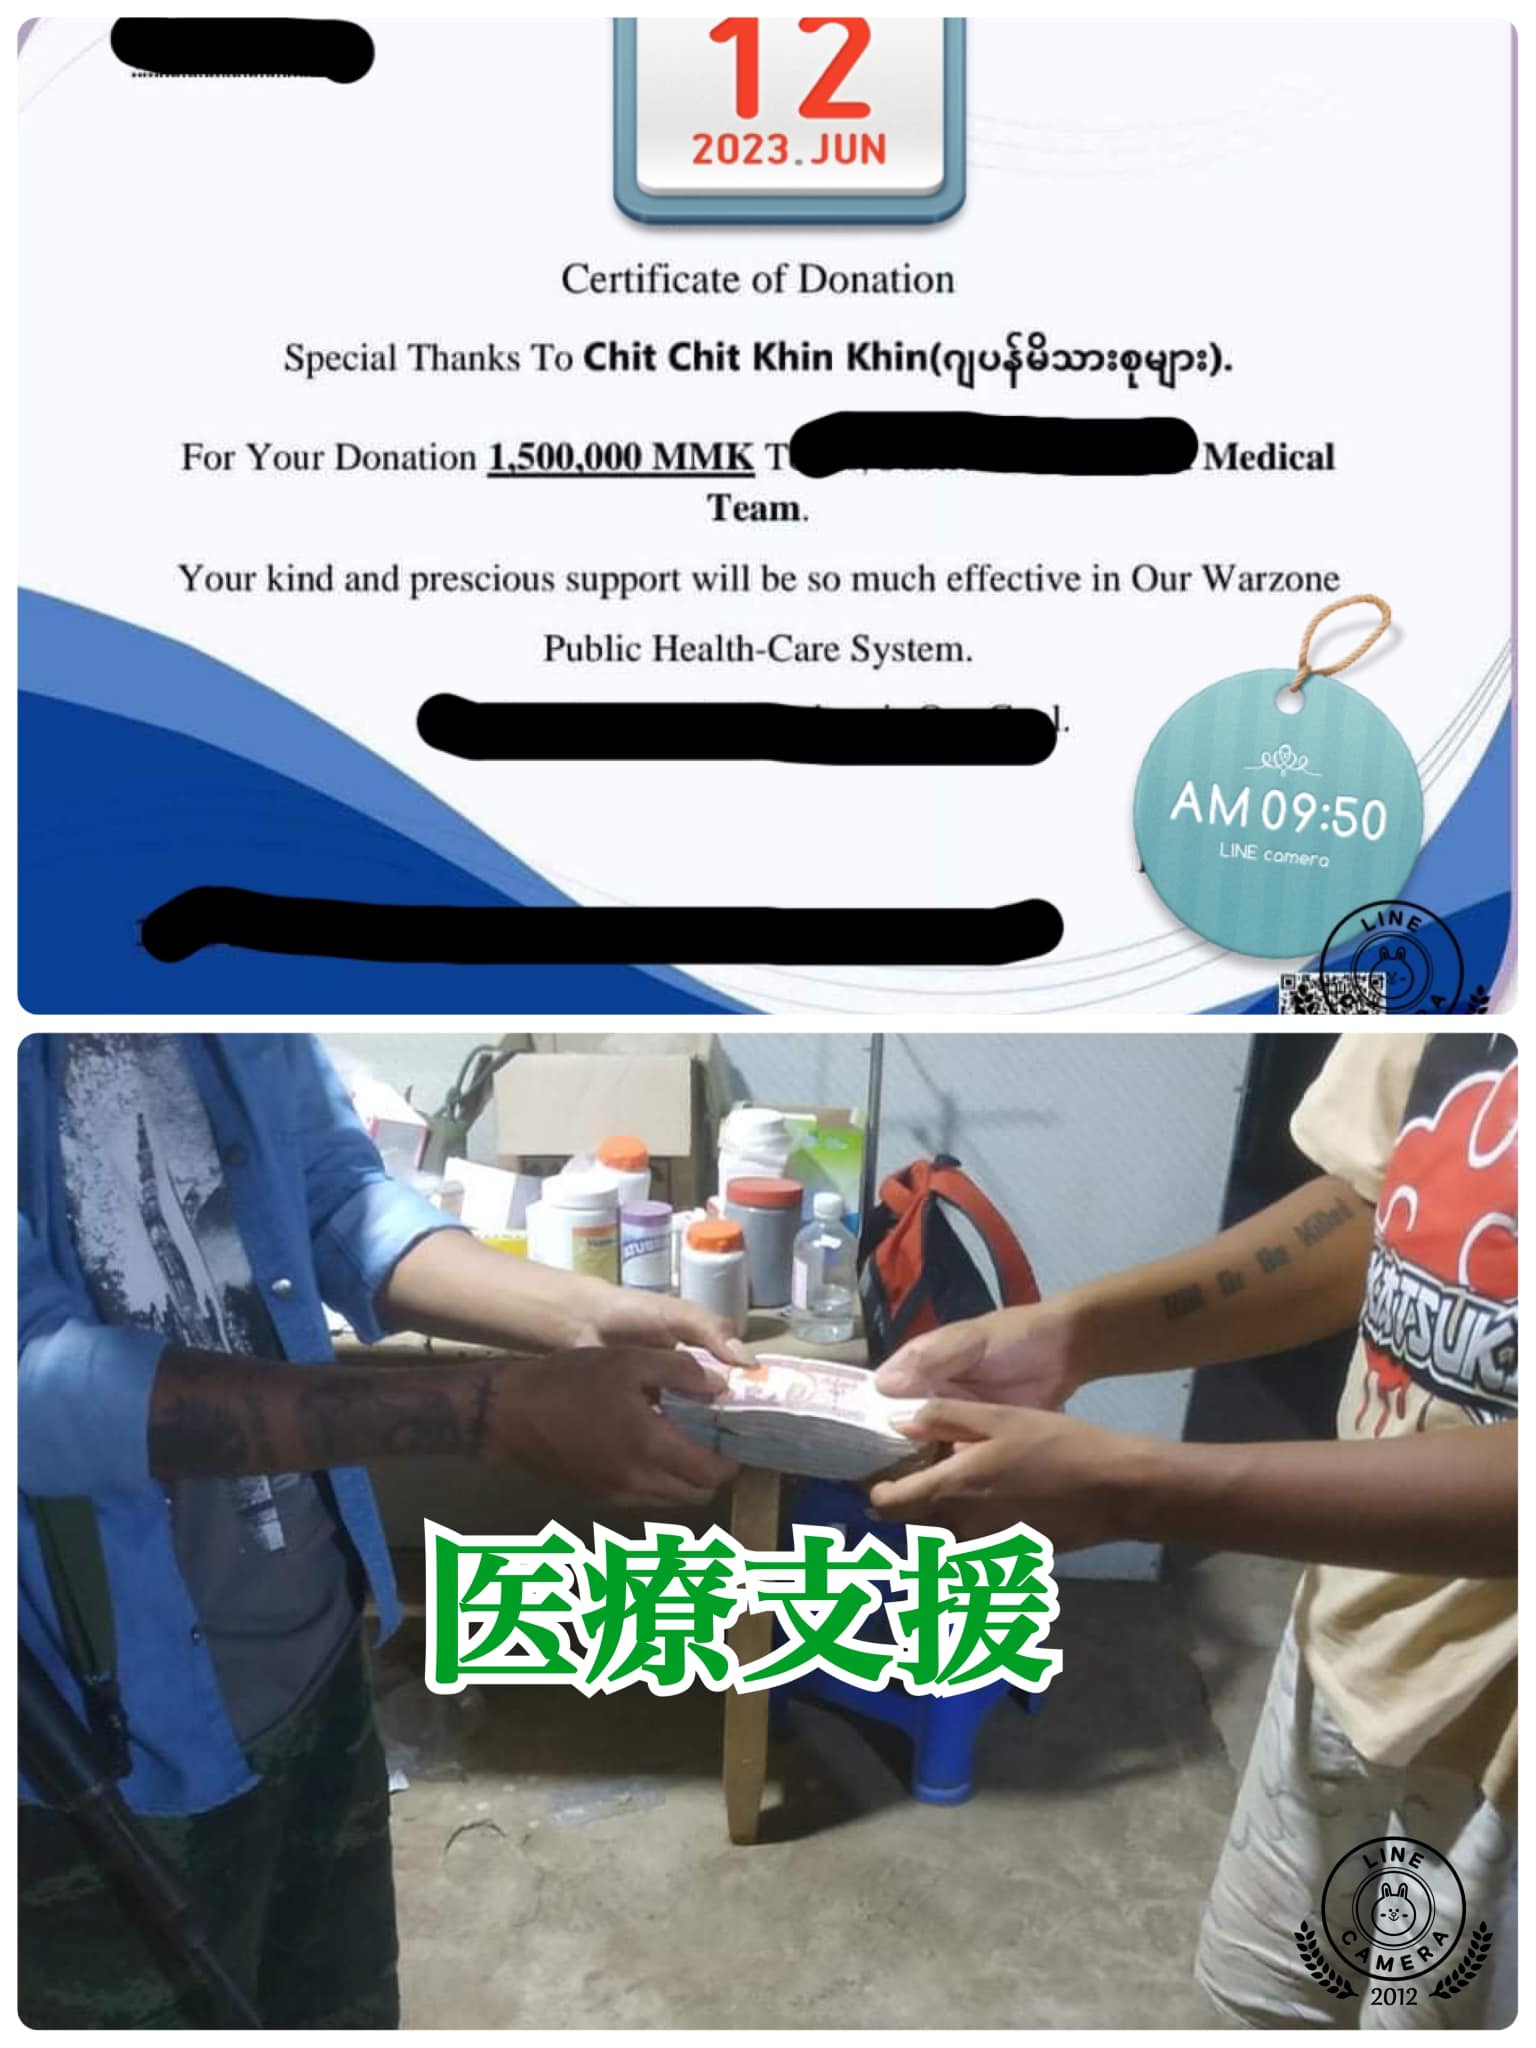 12
2023.JUN
Certificate of Donation
Special Thanks To Chit Chit Khin Khin(ဂျပန်မိသားစုများ).
For Your Donation 1,500,000 MMK Medical
Team.
Your kind and prescious support will be so much effective in Our Warzone
Public Health-Care System.
AM 09:50
LINE camera
LINE
医療支援
LINE
CAMERA
2012